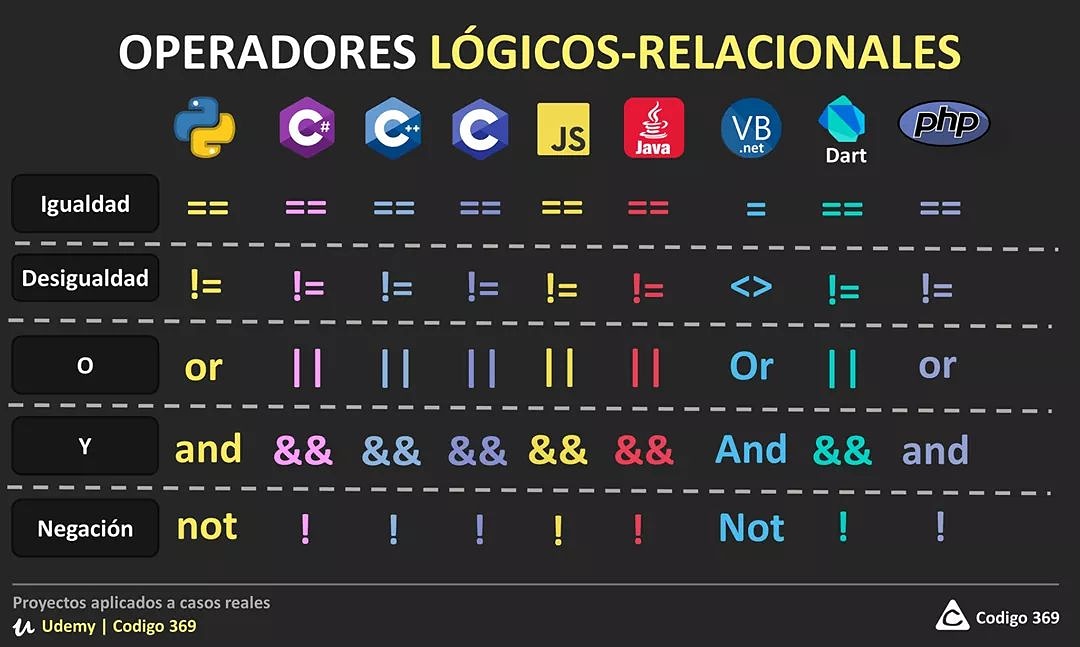 OPERADORES LÓGICOS-RELACIONALES
C# C++ C JS Java VB .net Dart php
Igualdad == == == == == == = == ==
Desigualdad != != != != != != <> != !=
O or || || || || || Or || or
Y and && && && && && And && and
Negación not ! ! ! ! ! Not ! !
Proyectos aplicados a casos reales
Udemy | Codigo 369
Codigo 369